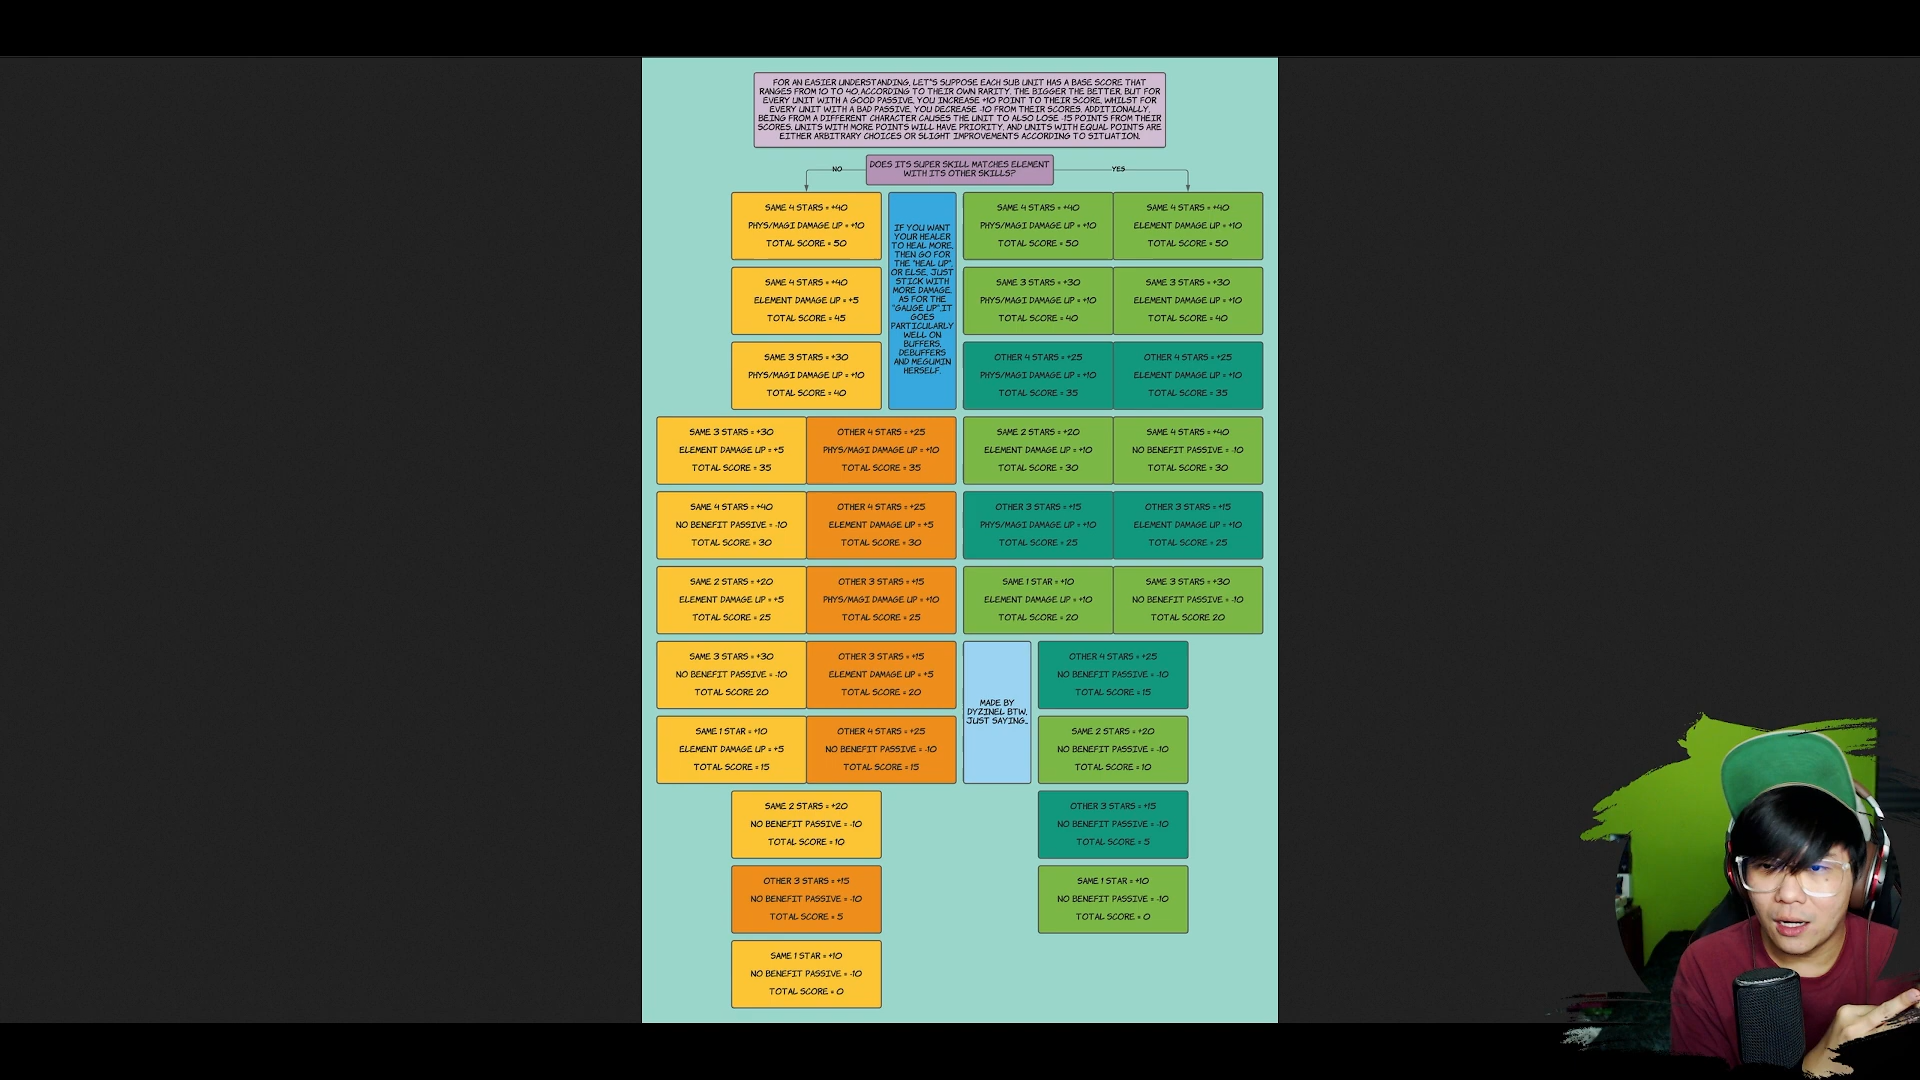 FOR AN EASIER UNDERSTANDING, LET"S SUPPOSE EACH SUB UNIT HAS A BASE SCORE THAT
RANGES FROM 10 TO 40, ACCORDING TO THEIR OWN RARITY. THE BIGGER THE BETTER, BUT FOR
EVERY UNIT WITH A GOOD PASSIVE, YOU INCREASE +10 POINT TO THEIR SCORE, WHILST FOR
EVERY UNIT WITH A BAD PASSIVE, YOU DECREASE -10 FROM THEIR SCORES. ADDITIONALLY,
BEING FROM A DIFFERENT CHARACTER CAUSES THE UNIT TO ALSO LOSE -15 POINTS FROM THEIR
SCORES. UNITS WITH MORE POINTS WILL HAVE PRIORITY, AND UNITS WITH EQUAL POINTS ARE
EITHER ARBITRARY CHOICES OR SLIGHT IMPROVEMENTS ACCORDING TO SITUATION.
DOES ITS SUPER SKILL MATCHES ELEMENT
WITH ITS OTHER SKILLS?
NO
YES
SAME 4 STARS = +40
PHYS/MAGI DAMAGE UP = +10
TOTAL SCORE = 50
SAME 4 STARS = +40
ELEMENT DAMAGE UP = +5
TOTAL SCORE = 45
SAME 3 STARS = +30
PHYS/MAGI DAMAGE UP = +10
TOTAL SCORE = 40
IF YOU WANT
YOUR HEALER
TO HEAL MORE,
THEN GO FOR
THE "HEAL UP",
OR ELSE, JUST
STICK WITH
MORE DAMAGE.
AS FOR THE
"GAUGE UP",IT
GOES
PARTICULARLY
WELL ON
BUFFERS,
DEBUFFERS
AND MEGUMIN
HERSELF.
SAME 4 STARS = +40
PHYS/MAGI DAMAGE UP = +10
TOTAL SCORE = 50
SAME 4 STARS = +40
ELEMENT DAMAGE UP = +10
TOTAL SCORE = 50
SAME 3 STARS = +30
PHYS/MAGI DAMAGE UP = +10
TOTAL SCORE = 40
SAME 3 STARS = +30
ELEMENT DAMAGE UP = +10
TOTAL SCORE = 40
OTHER 4 STARS = +25
PHYS/MAGI DAMAGE UP = +10
TOTAL SCORE = 35
OTHER 4 STARS = +25
ELEMENT DAMAGE UP = +10
TOTAL SCORE = 35
SAME 3 STARS = +30
ELEMENT DAMAGE UP = +5
TOTAL SCORE = 35
OTHER 4 STARS = +25
PHYS/MAGI DAMAGE UP = +10
TOTAL SCORE = 35
SAME 2 STARS = +20
ELEMENT DAMAGE UP = +10
TOTAL SCORE = 30
SAME 4 STARS = +40
NO BENEFIT PASSIVE = -10
TOTAL SCORE = 30
SAME 4 STARS = +40
NO BENEFIT PASSIVE = -10
TOTAL SCORE = 30
OTHER 4 STARS = +25
ELEMENT DAMAGE UP = +5
TOTAL SCORE = 30
OTHER 3 STARS = +15
PHYS/MAGI DAMAGE UP = +10
TOTAL SCORE = 25
OTHER 3 STARS = +15
ELEMENT DAMAGE UP = +10
TOTAL SCORE = 25
SAME 2 STARS = +20
ELEMENT DAMAGE UP = +5
TOTAL SCORE = 25
OTHER 3 STARS = +15
PHYS/MAGI DAMAGE UP = +10
TOTAL SCORE = 25
SAME 1 STAR = +10
ELEMENT DAMAGE UP = +10
TOTAL SCORE = 20
SAME 3 STARS = +30
NO BENEFIT PASSIVE = -10
TOTAL SCORE 20
SAME 3 STARS = +30
NO BENEFIT PASSIVE = -10
TOTAL SCORE 20
OTHER 3 STARS = +15
ELEMENT DAMAGE UP = +5
TOTAL SCORE = 20
MADE BY
DYZINEL BTW,
JUST SAYING...
OTHER 4 STARS = +25
NO BENEFIT PASSIVE = -10
TOTAL SCORE = 15
SAME 1 STAR = +10
ELEMENT DAMAGE UP = +5
TOTAL SCORE = 15
OTHER 4 STARS = +25
NO BENEFIT PASSIVE = -10
TOTAL SCORE = 15
SAME 2 STARS = +20
NO BENEFIT PASSIVE = -10
TOTAL SCORE = 10
SAME 2 STARS = +20
NO BENEFIT PASSIVE = -10
TOTAL SCORE = 10
OTHER 3 STARS = +15
NO BENEFIT PASSIVE = -10
TOTAL SCORE = 5
OTHER 3 STARS = +15
NO BENEFIT PASSIVE = -10
TOTAL SCORE = 5
SAME 1 STAR = +10
NO BENEFIT PASSIVE = -10
TOTAL SCORE = 0
SAME 1 STAR = +10
NO BENEFIT PASSIVE = -10
TOTAL SCORE = 0